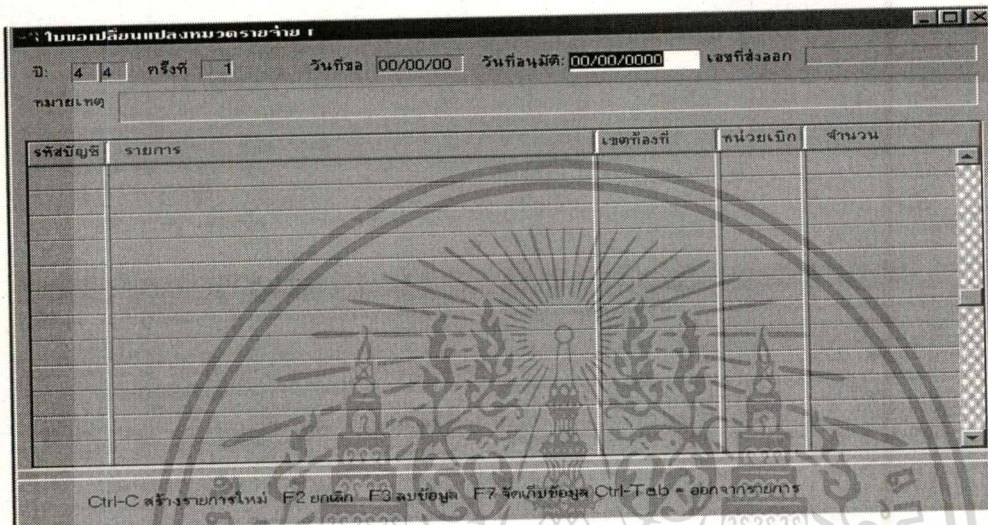 ใบขอเปลี่ยนแปลงหมวดรายจ่าย
ปี: 4 4 ครั้งที่ 1 วันที่ขอ 00/00/00 วันที่อนุมัติ: 00/00/0000 เลขที่ส่งออก
หมายเหตุ
รหัสบัญชี รายการ เขตท้องที่ หน่วยเบิก จำนวน
Ctrl-C สร้างรายการใหม่ F2 ยกเลิก F3 ลบข้อมูล F7 จัดเก็บข้อมูล Ctrl-Tab = ออกจากรายการ